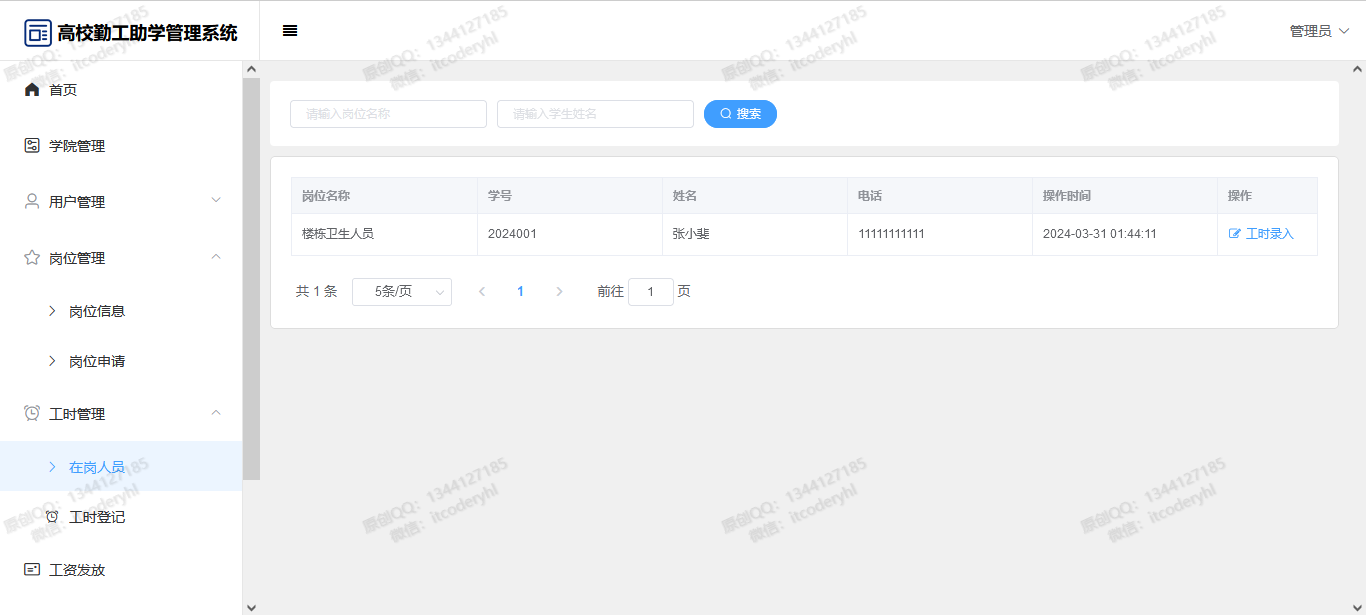 高校勤工助学管理系统
管理员
首页
学院管理
用户管理
岗位管理
岗位信息
岗位申请
工时管理
在岗人员
工时登记
工资发放
请输入岗位名称 请输入学生姓名 搜索
岗位名称 学号 姓名 电话 操作时间 操作
楼栋卫生人员 2024001 张小斐 11111111111 2024-03-31 01:44:11 工时录入
共 1 条 5条/页 1 前往 1 页
原创QQ：1344127185
微信：itcoderyhl
原创QQ：1344127185
微信：itcoderyhl
原创QQ：1344127185
微信：itcoderyhl
原创QQ：1344127185
微信：itcoderyhl
原创QQ：1344127185
微信：itcoderyhl
原创QQ：1344127185
微信：itcoderyhl
原创QQ：1344127185
微信：itcoderyhl
原创QQ：1344127185
微信：itcoderyhl